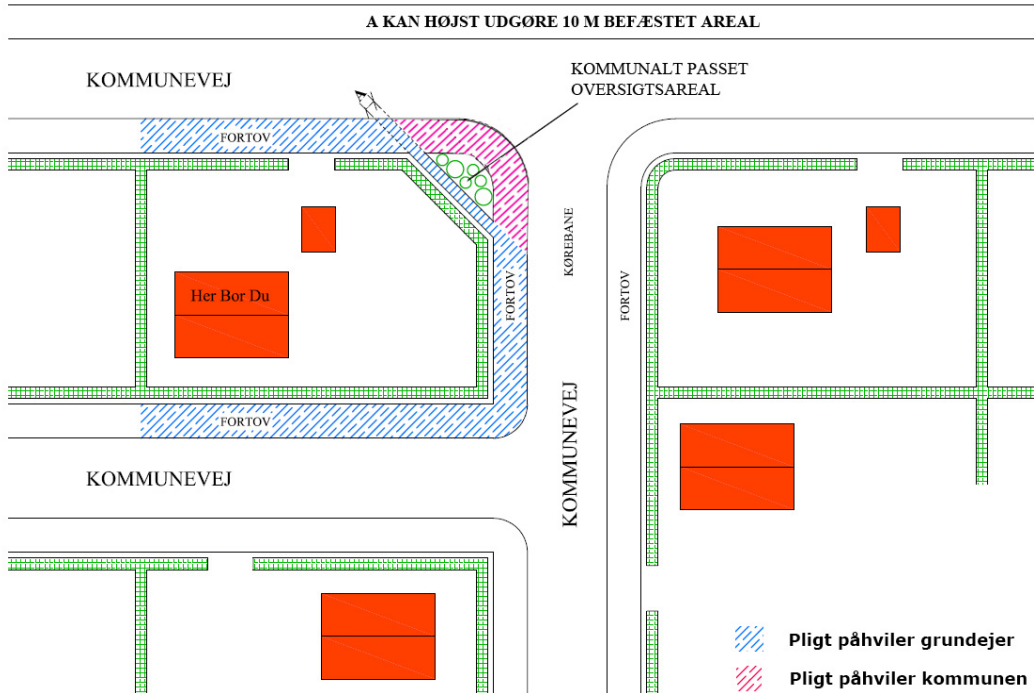 A KAN HØJST UDGØRE 10 M BEFÆSTET AREAL
KOMMUNEVEJ
KOMMUNALT PASSET
OVERSIGTSAREAL
FORTOV
A
KØREBANE
FORTOV
FORTOV
Her Bor Du
KOMMUNEVEJ
FORTOV
KOMMUNEVEJ
Pligt påhviler grundejer
Pligt påhviler kommunen